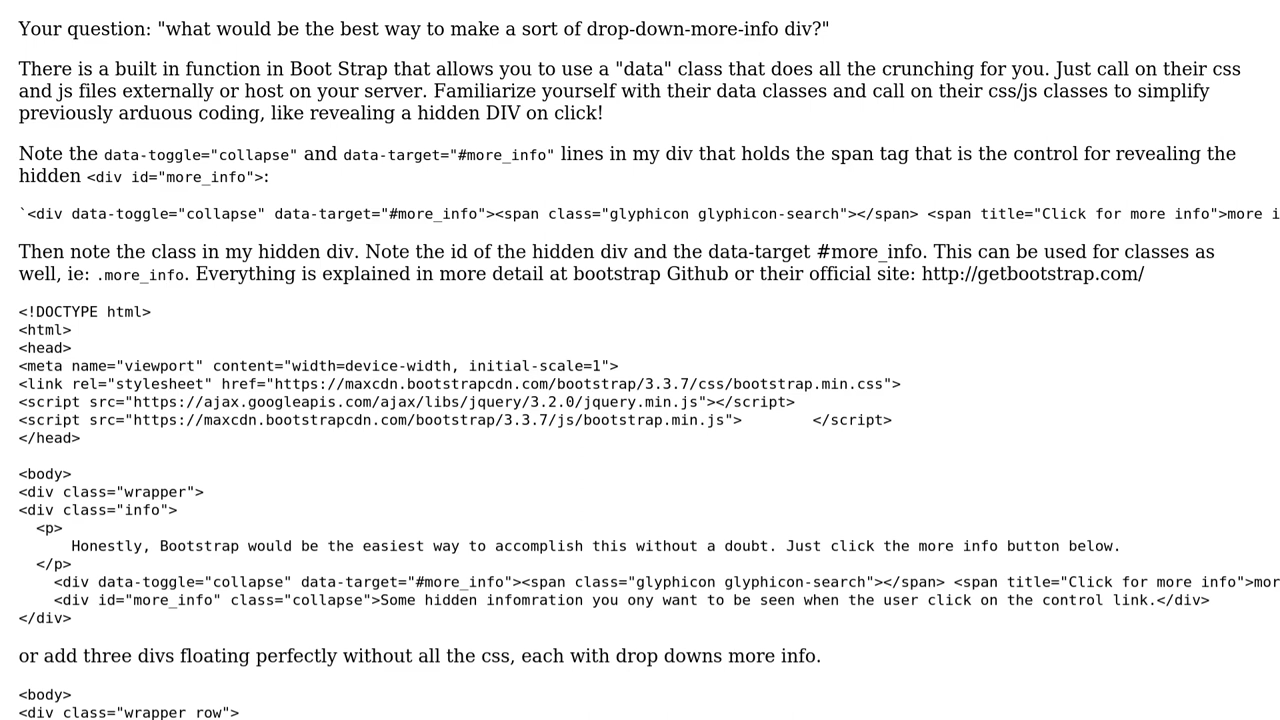 Your question: "what would be the best way to make a sort of drop-down-more-info div?"
There is a built in function in Boot Strap that allows you to use a "data" class that does all the crunching for you. Just call on their css
and js files externally or host on your server. Familiarize yourself with their data classes and call on their css/js classes to simplify
previously arduous coding, like revealing a hidden DIV on click!
Note the data-toggle="collapse" and data-target="#more_info" lines in my div that holds the span tag that is the control for revealing the
hidden <div id="more_info">:
`<div data-toggle="collapse" data-target="#more_info"><span class="glyphicon glyphicon-search"></span> <span title="Click for more info">more i
Then note the class in my hidden div. Note the id of the hidden div and the data-target #more_info. This can be used for classes as
well, ie: .more_info. Everything is explained in more detail at bootstrap Github or their official site: http://getbootstrap.com/
<!DOCTYPE html>
<html>
<head>
<meta name="viewport" content="width=device-width, initial-scale=1">
<link rel="stylesheet" href="https://maxcdn.bootstrapcdn.com/bootstrap/3.3.7/css/bootstrap.min.css">
<script src="https://ajax.googleapis.com/ajax/libs/jquery/3.2.0/jquery.min.js"></script>
<script src="https://maxcdn.bootstrapcdn.com/bootstrap/3.3.7/js/bootstrap.min.js">        </script>
</head>
<body>
<div class="wrapper">
<div class="info">
  <p>
      Honestly, Bootstrap would be the easiest way to accomplish this without a doubt. Just click the more info button below.
  </p>
    <div data-toggle="collapse" data-target="#more_info"><span class="glyphicon glyphicon-search"></span> <span title="Click for more info">mor
    <div id="more_info" class="collapse">Some hidden infomration you ony want to be seen when the user click on the control link.</div>
</div>
or add three divs floating perfectly without all the css, each with drop downs more info.
<body>
<div class="wrapper row">